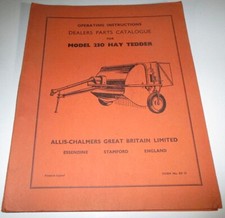 OPERATING INSTRUCTIONS
DEALERS PARTS CATALOGUE
FOR
MODEL 330 HAY TEDDER
ALLIS-CHALMERS GREAT BRITAIN LIMITED
ESSENDINE STAMFORD ENGLAND